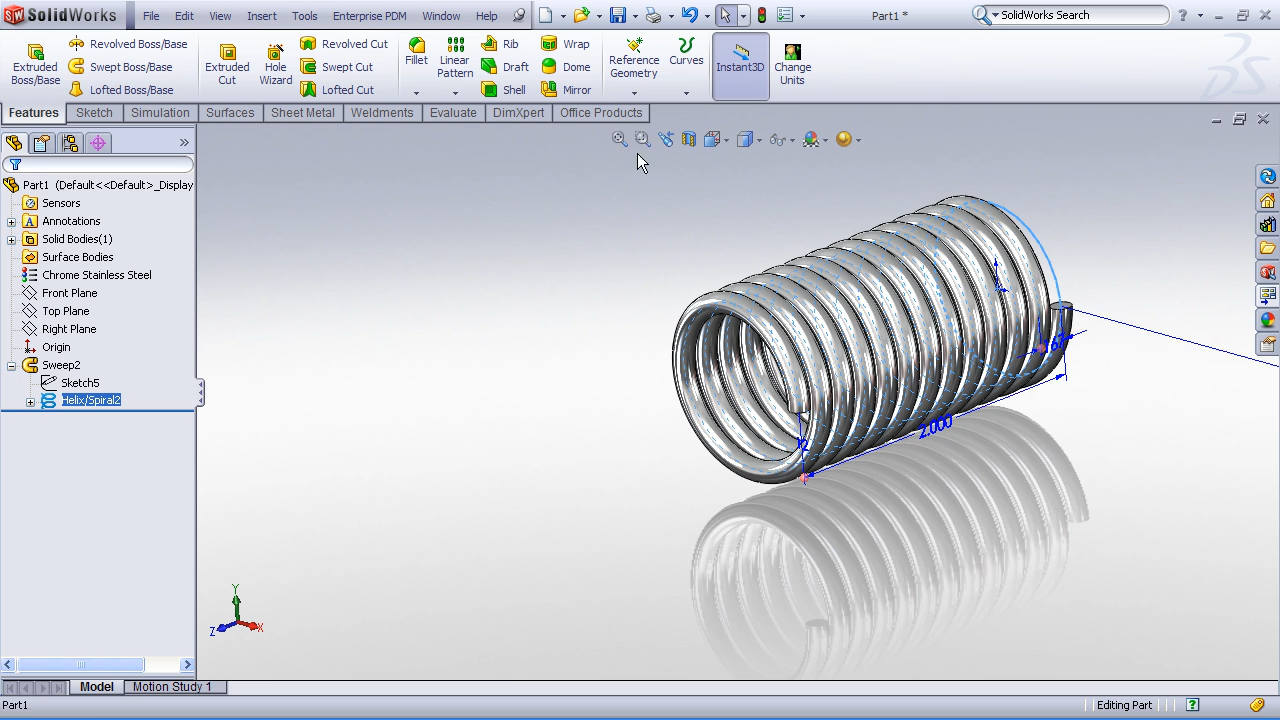 SolidWorks File Edit View Insert Tools Enterprise PDM Window Help Part1 * SolidWorks Search ?
Extruded Boss/Base
Revolved Boss/Base
Swept Boss/Base
Lofted Boss/Base
Extruded Cut
Hole Wizard
Revolved Cut
Swept Cut
Lofted Cut
Fillet
Linear Pattern
Rib
Draft
Shell
Wrap
Dome
Mirror
Reference Geometry
Curves
Instant3D
Change Units
Features Sketch Simulation Surfaces Sheet Metal Weldments Evaluate DimXpert Office Products
Part1 (Default<<Default>_Display
Sensors
Annotations
Solid Bodies(1)
Surface Bodies
Chrome Stainless Steel
Front Plane
Top Plane
Right Plane
Origin
Sweep2
Sketch5
Helix/Spiral2
12
2.000
Y
Z
X
Model Motion Study 1
Part1 Editing Part ?